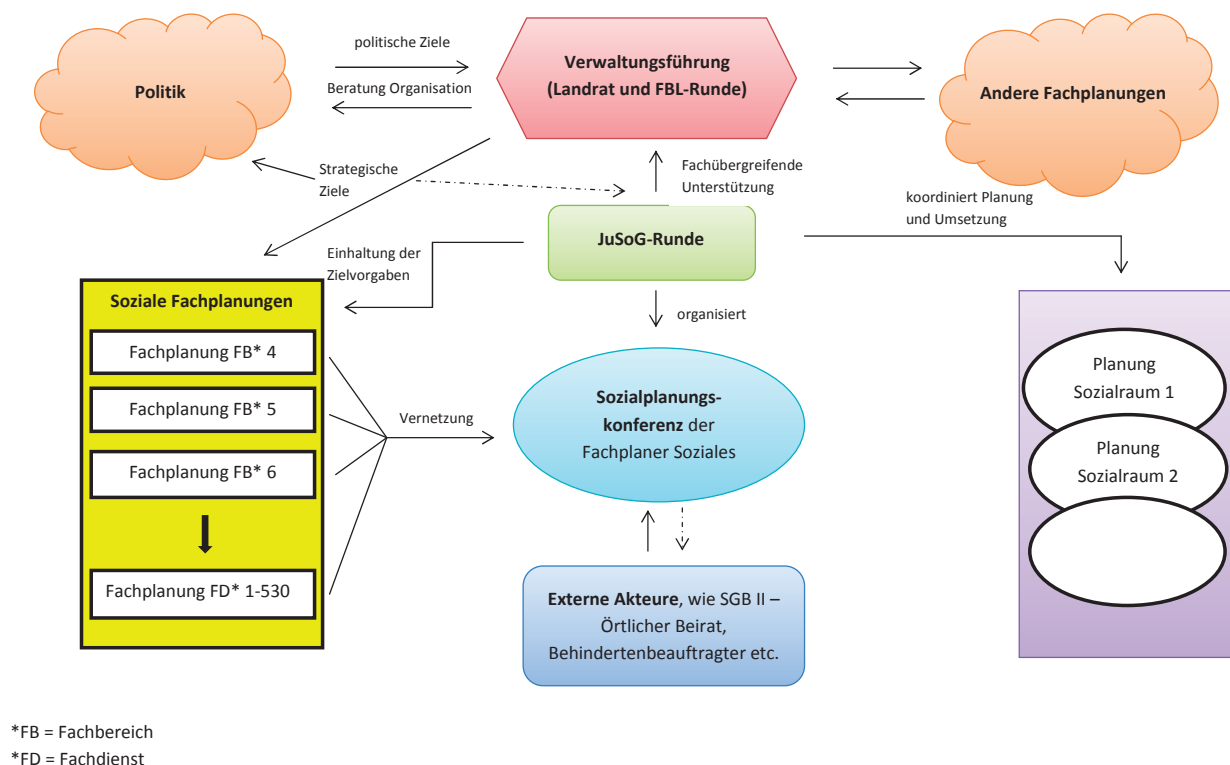 politische Ziele
Politik
Beratung Organisation
Verwaltungsführung
(Landrat und FBL-Runde)
Andere Fachplanungen
Strategische
Ziele
Fachübergreifende
Unterstützung
koordiniert Planung
und Umsetzung
JuSoG-Runde
Einhaltung der
Zielvorgaben
organisiert
Soziale Fachplanungen
Fachplanung FB* 4
Fachplanung FB* 5
Fachplanung FB* 6
Fachplanung FD* 1-530
Vernetzung
Sozialplanungs-
konferenz der
Fachplaner Soziales
Planung
Sozialraum 1
Planung
Sozialraum 2
Externe Akteure, wie SGB II –
Örtlicher Beirat,
Behindertenbeauftragter etc.
*FB = Fachbereich
*FD = Fachdienst